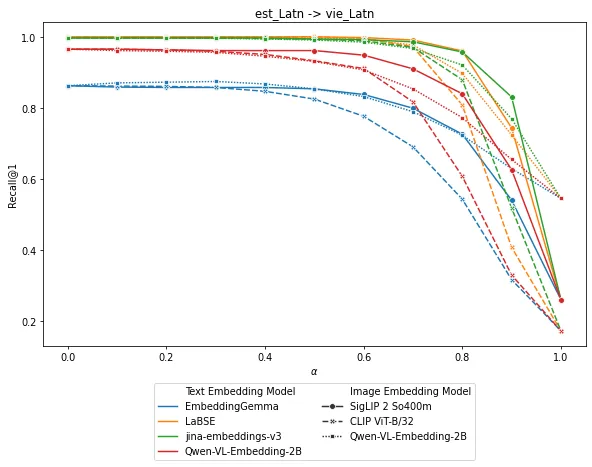 est_Latn -> vie_Latn
Recall@1
1.0
0.8
0.6
0.4
0.2
0.0 0.2 0.4 0.6 0.8 1.0
α
Text Embedding Model Image Embedding Model
EmbeddingGemma SigLIP 2 So400m
LaBSE CLIP ViT-B/32
jina-embeddings-v3 Qwen-VL-Embedding-2B
Qwen-VL-Embedding-2B